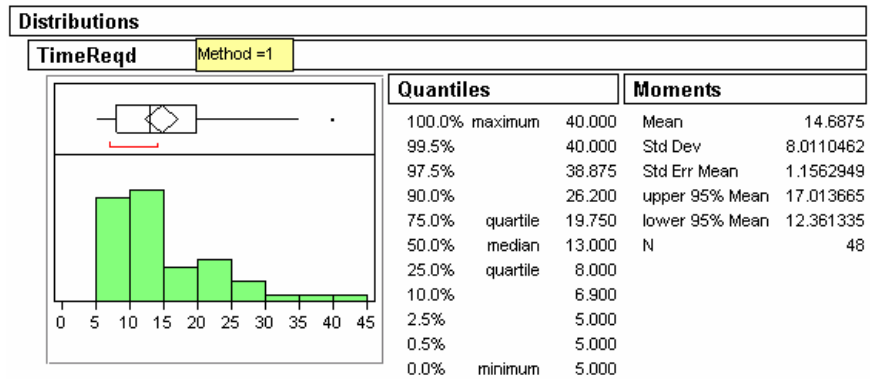 Distributions
TimeReqd
Method =1
Quantiles
100.0% maximum 40.000
99.5% 40.000
97.5% 38.875
90.0% 26.200
75.0% quartile 19.750
50.0% median 13.000
25.0% quartile 8.000
10.0% 6.900
2.5% 5.000
0.5% 5.000
0.0% minimum 5.000
Moments
Mean 14.6875
Std Dev 8.0110462
Std Err Mean 1.1562949
upper 95% Mean 17.013665
lower 95% Mean 12.361335
N 48
0 5 10 15 20 25 30 35 40 45